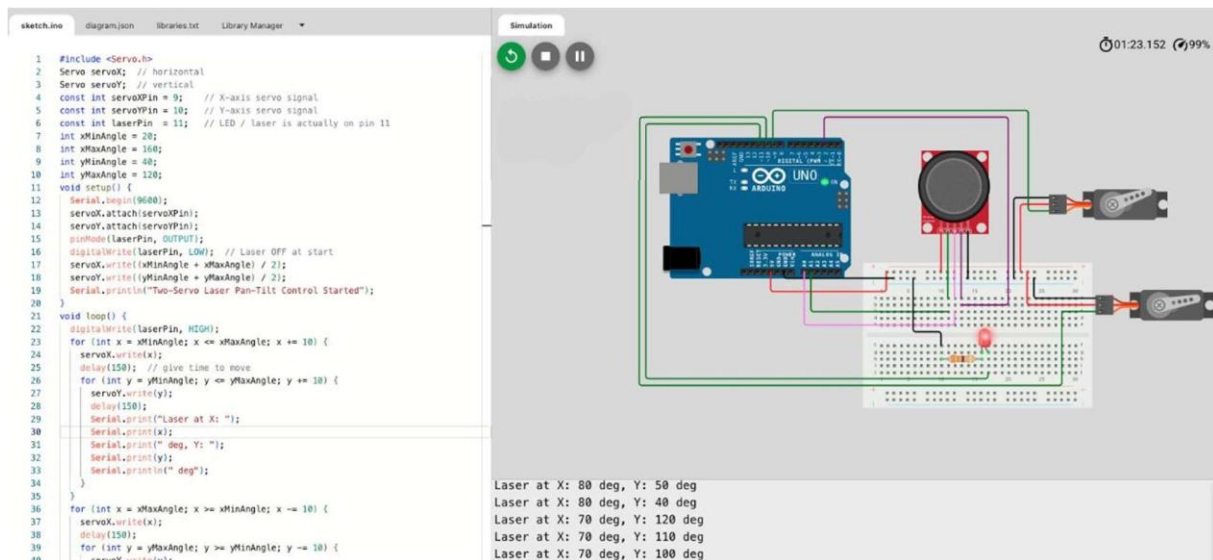 sketch.ino diagram.json libraries.txt Library Manager
1 #include <Servo.h>
2 Servo servoX; // horizontal
3 Servo servoY; // vertical
4 const int servoXPin = 9; // X-axis servo signal
5 const int servoYPin = 10; // Y-axis servo signal
6 const int laserPin = 11; // LED / laser is actually on pin 11
7 int xMinAngle = 20;
8 int xMaxAngle = 160;
9 int yMinAngle = 40;
10 int yMaxAngle = 120;
11 void setup() {
12 Serial.begin(9600);
13 servoX.attach(servoXPin);
14 servoY.attach(servoYPin);
15 pinMode(laserPin, OUTPUT);
16 digitalWrite(laserPin, LOW); // Laser OFF at start
17 servoX.write((xMinAngle + xMaxAngle) / 2);
18 servoY.write((yMinAngle + yMaxAngle) / 2);
19 Serial.println("Two-Servo Laser Pan-Tilt Control Started");
20 }
21 void loop() {
22 digitalWrite(laserPin, HIGH);
23 for (int x = xMinAngle; x <= xMaxAngle; x += 10) {
24 servoX.write(x);
25 delay(150); // give time to move
26 for (int y = yMinAngle; y <= yMaxAngle; y += 10) {
27 servoY.write(y);
28 delay(150);
29 Serial.print("Laser at X: ");
30 Serial.print(x);
31 Serial.print(" deg, Y: ");
32 Serial.print(y);
33 Serial.println(" deg");
34 }
35 }
36 for (int x = xMaxAngle; x >= xMinAngle; x -= 10) {
37 servoX.write(x);
38 delay(150);
39 for (int y = yMaxAngle; y >= yMinAngle; y -= 10) {
Simulation
01:23.152 99%
DIGITAL (PWM ~)
UNO
ON
TX
RX
ARDUINO
POWER
Laser at X: 80 deg, Y: 50 deg
Laser at X: 80 deg, Y: 40 deg
Laser at X: 70 deg, Y: 120 deg
Laser at X: 70 deg, Y: 110 deg
Laser at X: 70 deg, Y: 100 deg